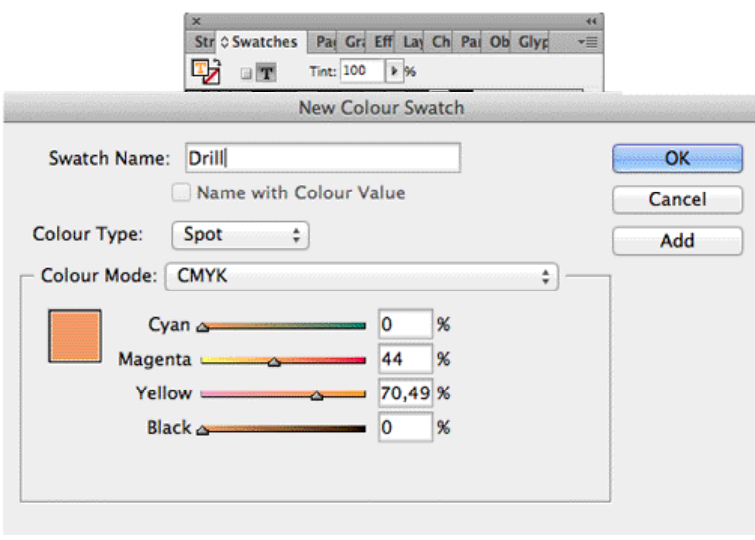 Str Swatches Pa Gra Eff Lay Ch Par Ob Glyp
T T Tint: 100 %
New Colour Swatch
Swatch Name: Drill
OK
Name with Colour Value
Cancel
Colour Type: Spot
Add
Colour Mode: CMYK
Cyan 0 %
Magenta 44 %
Yellow 70,49 %
Black 0 %